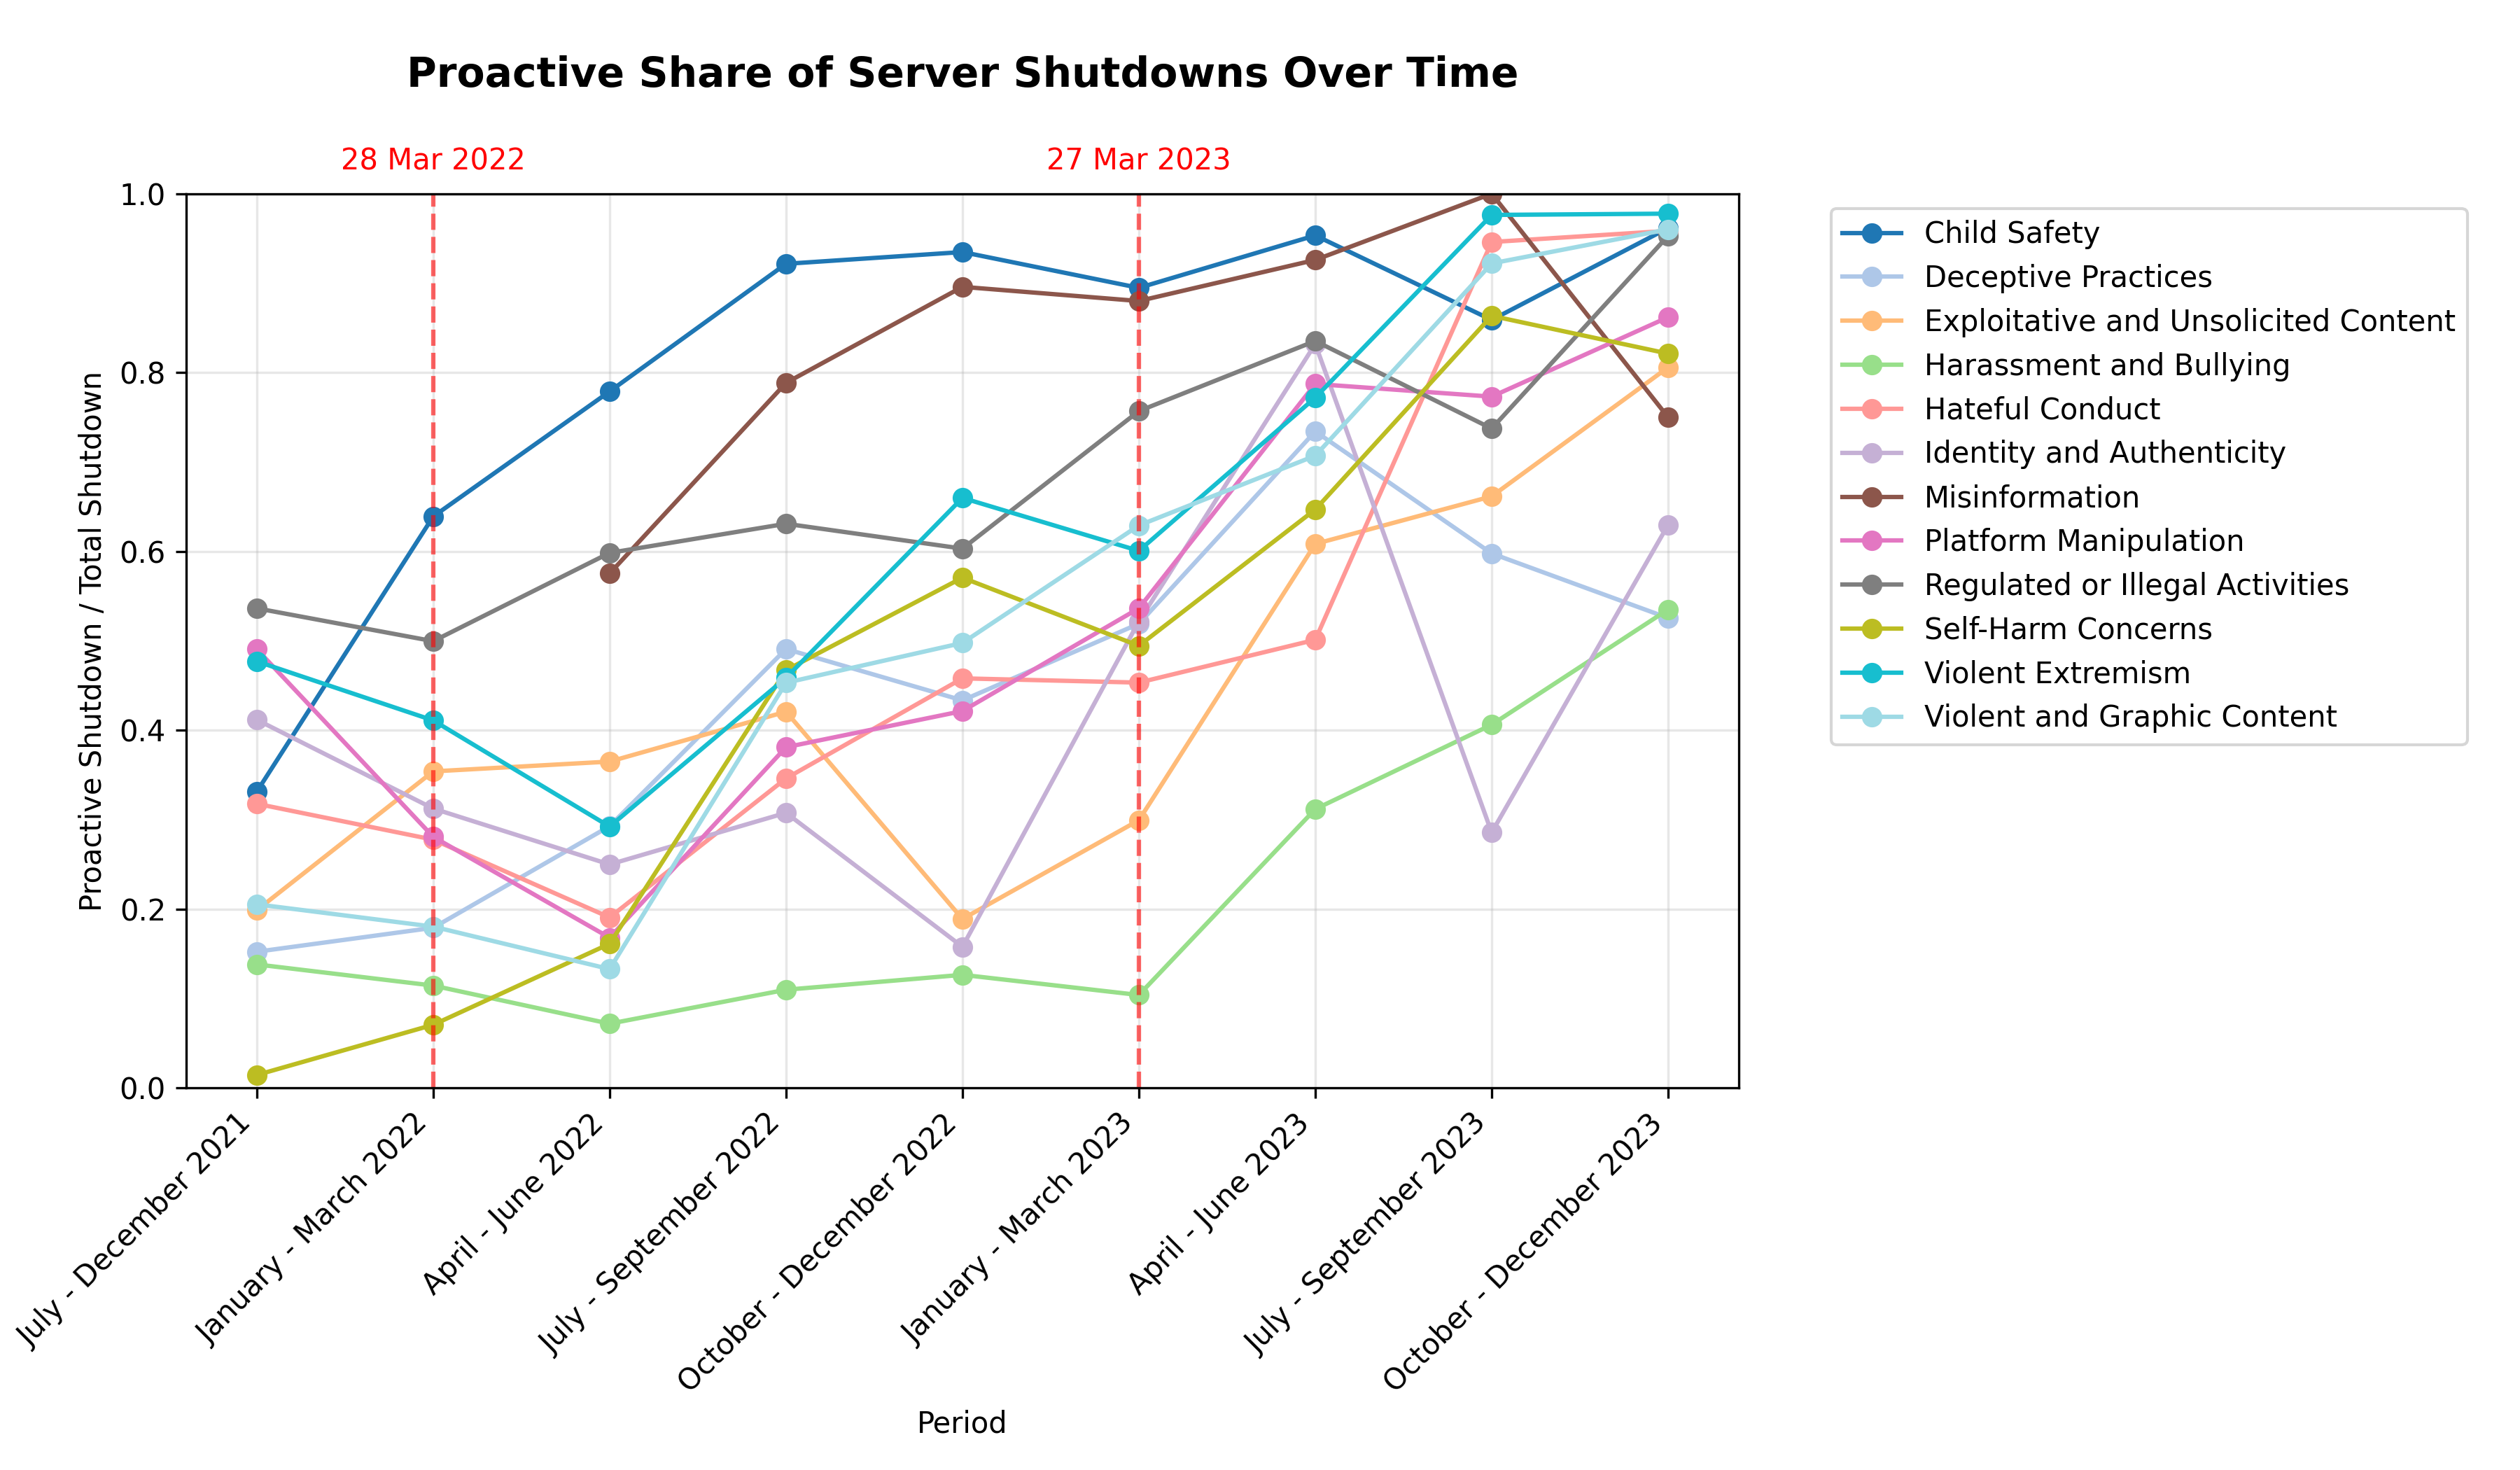 Proactive Share of Server Shutdowns Over Time
28 Mar 2022
27 Mar 2023
Proactive Shutdown / Total Shutdown
1.0
0.8
0.6
0.4
0.2
0.0
July - December 2021
January - March 2022
April - June 2022
July - September 2022
October - December 2022
January - March 2023
April - June 2023
July - September 2023
October - December 2023
Period
Child Safety
Deceptive Practices
Exploitative and Unsolicited Content
Harassment and Bullying
Hateful Conduct
Identity and Authenticity
Misinformation
Platform Manipulation
Regulated or Illegal Activities
Self-Harm Concerns
Violent Extremism
Violent and Graphic Content